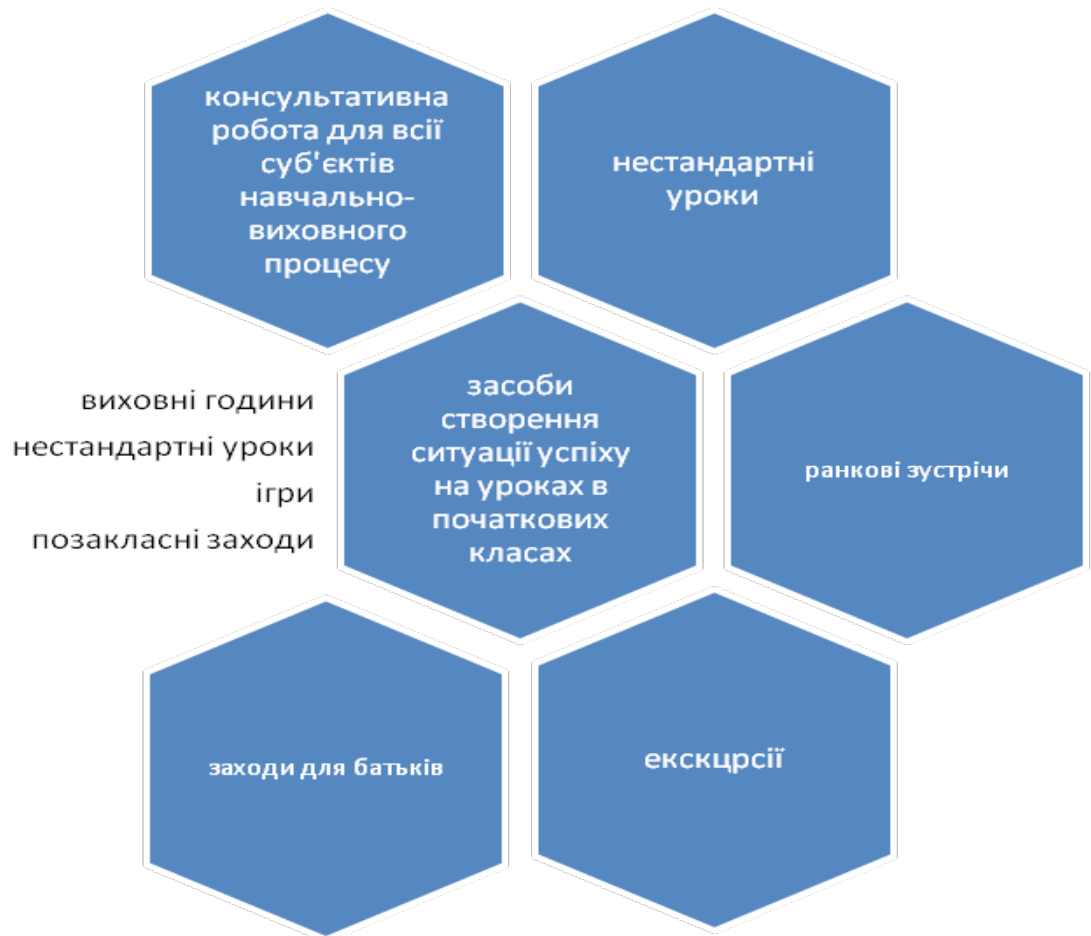 консультативна
робота для всії
суб'єктів
навчально-
виховного
процесу
нестандартні
уроки
виховні години
нестандартні уроки
ігри
позакласні заходи
засоби
створення
ситуації успіху
на уроках в
початкових
класах
ранкові зустрічи
заходи для батьків
екскцрсії